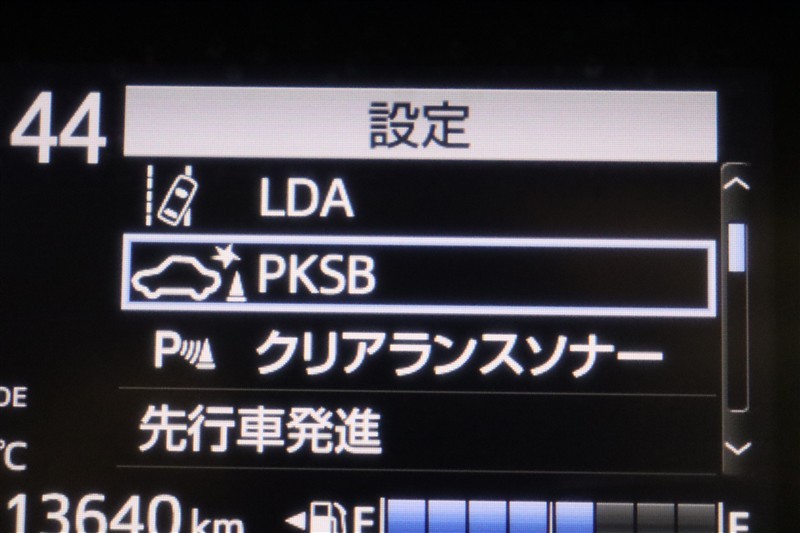 設定
44
LDA
PKSB
P クリアランスソナー
先行車発進
DE
℃
13640 km
E F